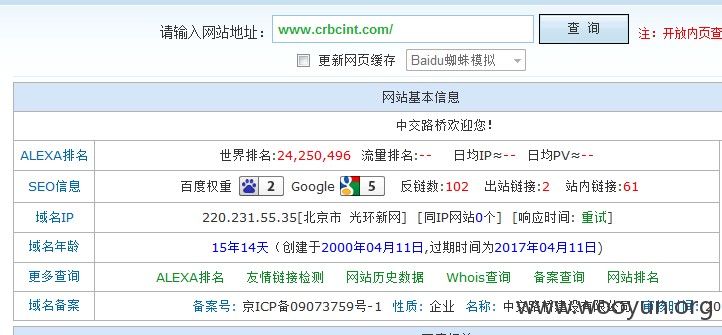 请输入网站地址： www.crbcint.com/ 查 询 注：开放内页查
更新网页缓存 Baidu蜘蛛模拟
网站基本信息
中交路桥欢迎您！
ALEXA排名 世界排名:24,250,496 流量排名:-- 日均IP≈-- 日均PV≈--
SEO信息 百度权重 2 Google 5 反链数:102 出站链接:2 站内链接:61
域名IP 220.231.55.35[北京市 光环新网] [同IP网站0个] [响应时间: 重试]
域名年龄 15年14天 (创建于2000年04月11日,过期时间为2017年04月11日)
更多查询 ALEXA排名 友情链接检测 网站历史数据 Whois查询 备案查询 网站排名
域名备案 备案号: 京ICP备09073759号-1 性质: 企业 名称: 中交路桥建设有限公司
www.wooyun.org